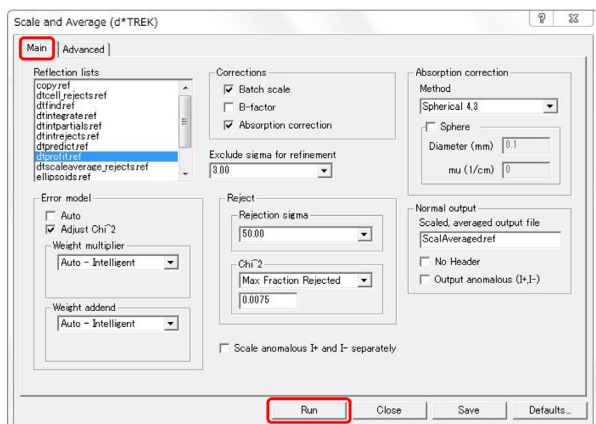 Scale and Average (d*TREK)
Main
Advanced
Reflection lists
copy.ref
dtcell_rejects.ref
dtfind.ref
dtintegrate.ref
dtintpartials.ref
dtintrejects.ref
dtpredict.ref
dtprofit.ref
dtscaleaverage_rejects.ref
ellipsoids.ref
Corrections
Batch scale
B-factor
Absorption correction
Exclude sigma for refinement
3.00
Absorption correction
Method
Spherical 4,3
Sphere
Diameter (mm) 0.1
mu (1/cm) 0
Error model
Auto
Adjust Chi^2
Weight multiplier
Auto - Intelligent
Weight addend
Auto - Intelligent
Reject
Rejection sigma
50.00
Chi^2
Max Fraction Rejected
0.0075
Normal output
Scaled, averaged output file
ScalAveraged.ref
No Header
Output anomalous (I+,I-)
Scale anomalous I+ and I- separately
Run
Close
Save
Defaults...